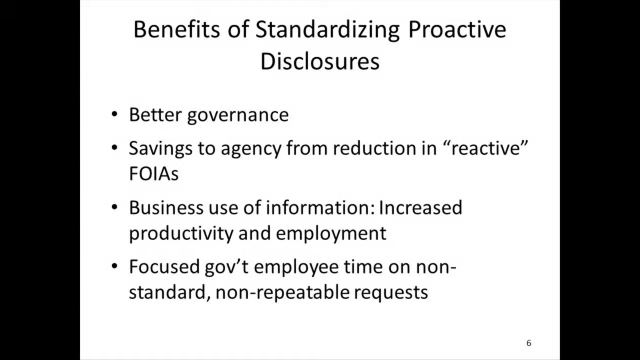 Benefits of Standardizing Proactive
Disclosures
• Better governance
• Savings to agency from reduction in “reactive”
FOIAs
• Business use of information: Increased
productivity and employment
• Focused gov’t employee time on non-
standard, non-repeatable requests
6